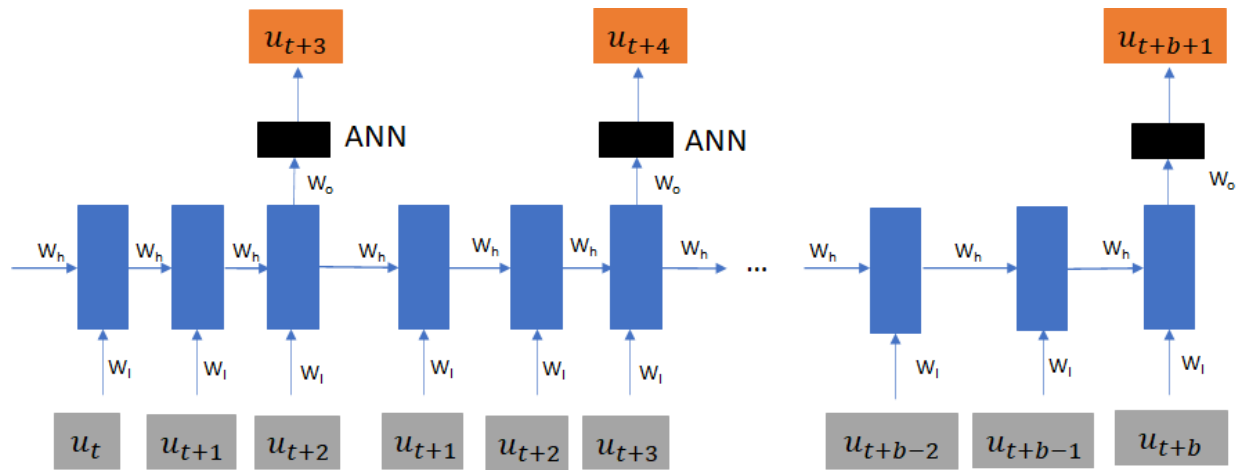 u_{t+3} u_{t+4} u_{t+b+1}
ANN ANN
W_o W_o W_o
W_h W_h W_h W_h W_h W_h W_h ... W_h W_h W_h
W_I W_I W_I W_I W_I W_I W_I W_I W_I
u_t u_{t+1} u_{t+2} u_{t+1} u_{t+2} u_{t+3} u_{t+b-2} u_{t+b-1} u_{t+b}